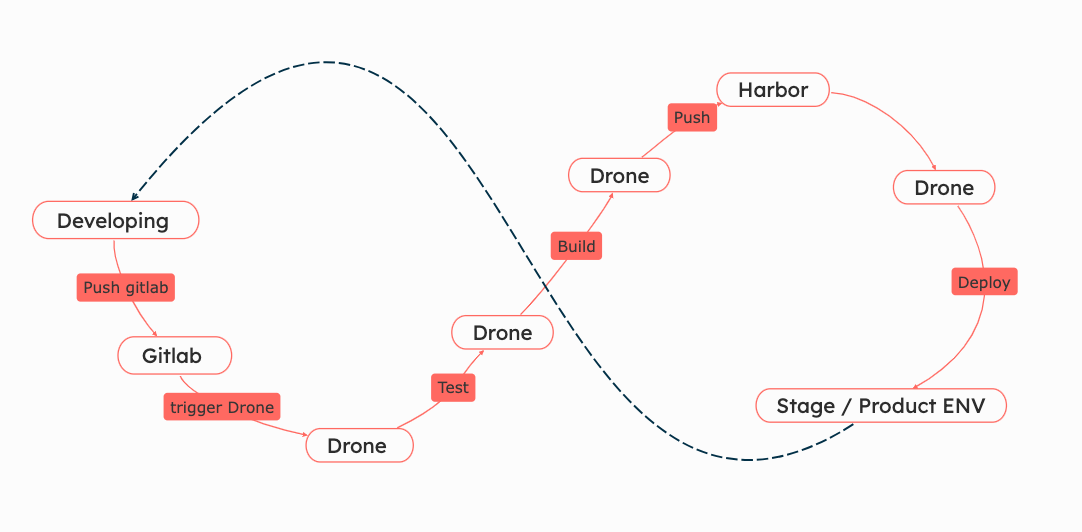 Developing
Push gitlab
Gitlab
trigger Drone
Drone
Test
Drone
Build
Drone
Push
Harbor
Drone
Deploy
Stage / Product ENV